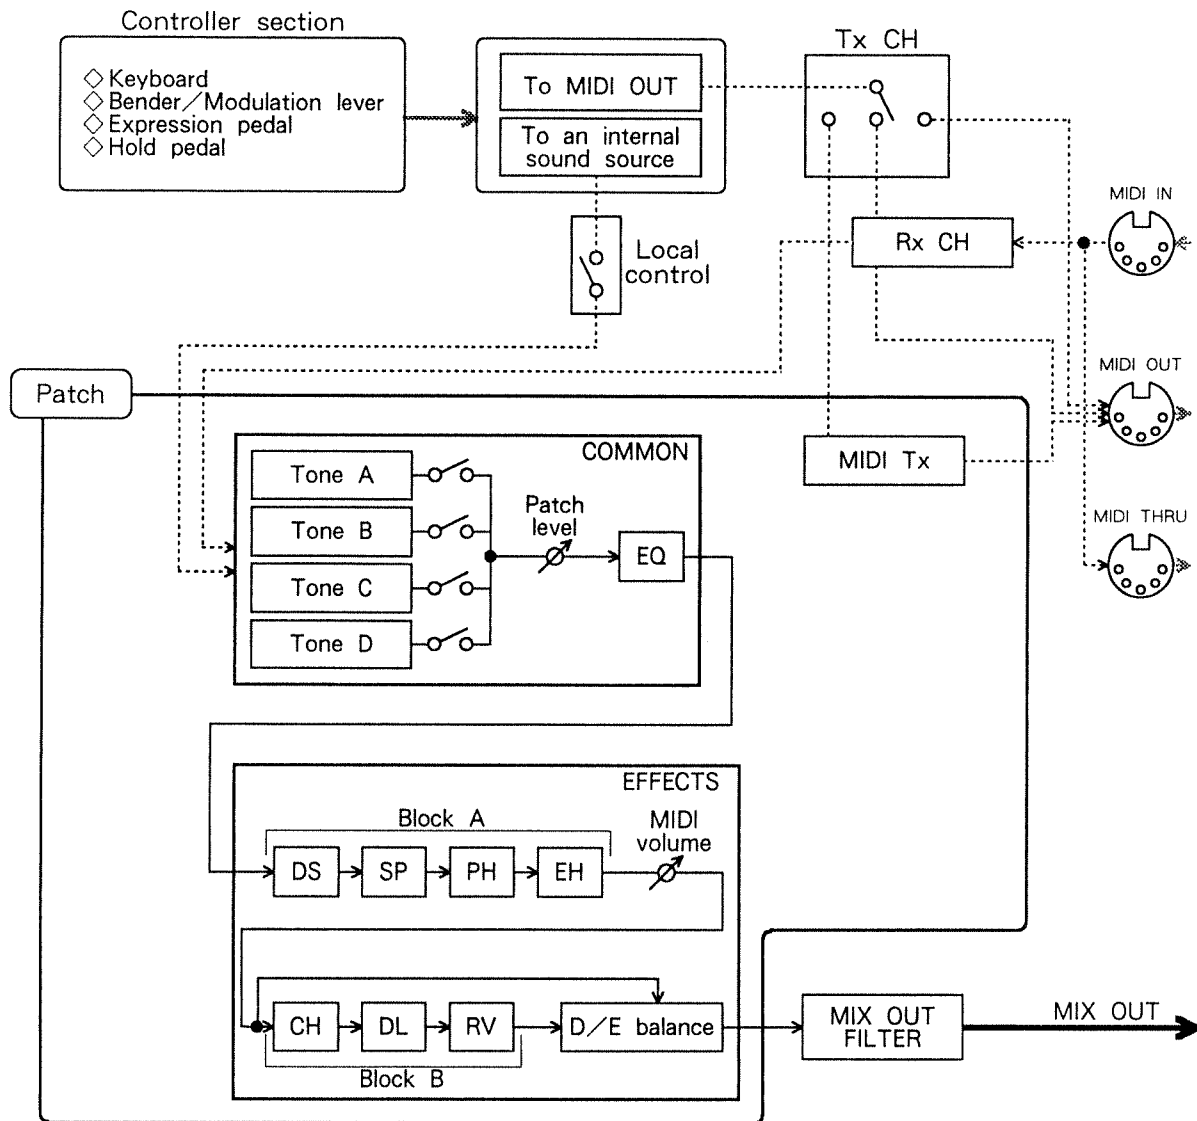 Controller section
◇ Keyboard
◇ Bender／Modulation lever
◇ Expression pedal
◇ Hold pedal
To MIDI OUT
To an internal
sound source
Tx CH
Local
control
Rx CH
MIDI IN
MIDI OUT
MIDI THRU
MIDI Tx
Patch
COMMON
Tone A
Tone B
Tone C
Tone D
Patch
level
EQ
EFFECTS
Block A
MIDI
volume
DS
SP
PH
EH
CH
DL
RV
D／E balance
Block B
MIX OUT
FILTER
MIX OUT